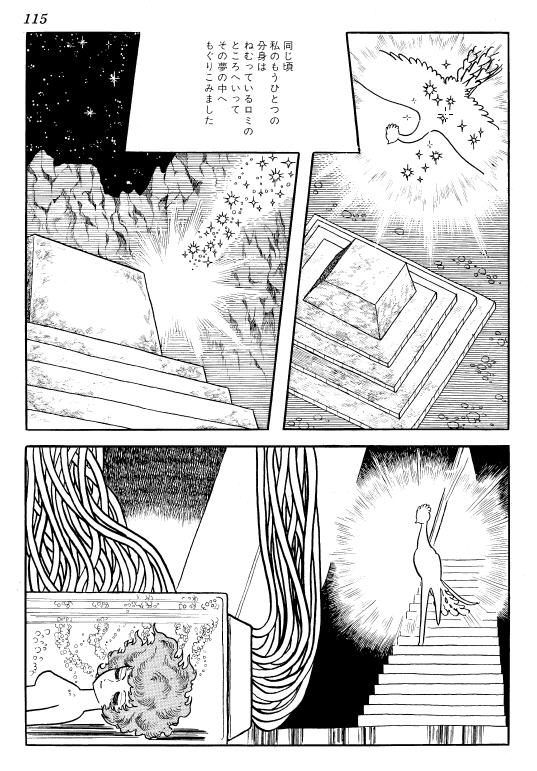 115
同じ頃
私のもうひとつの
分身は
ねむっているロミの
ところへいって
その夢の中へ
もぐりこみました